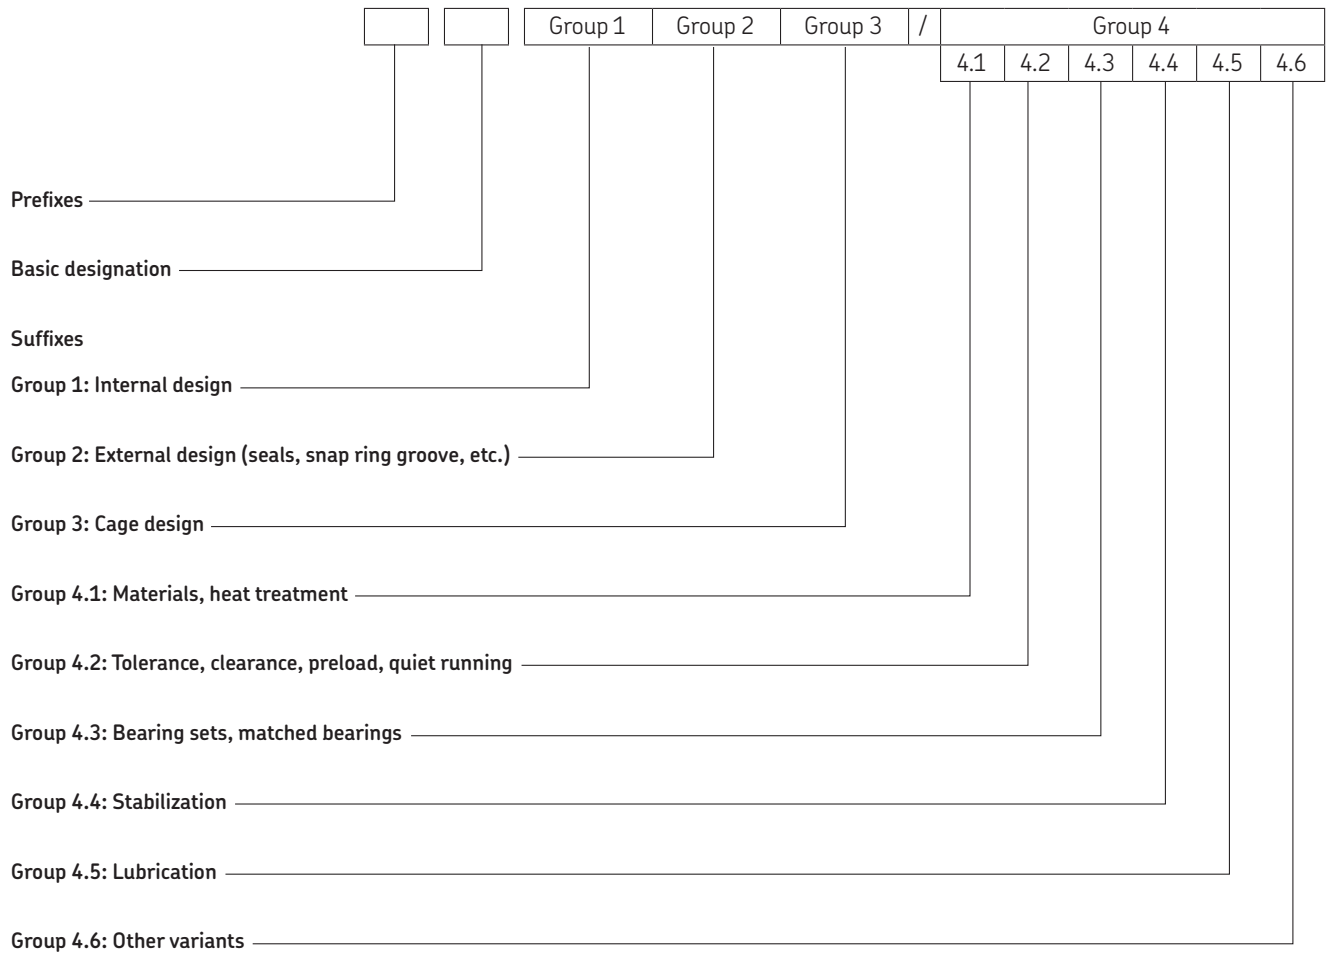 Group 1 Group 2 Group 3 / Group 4
4.1 4.2 4.3 4.4 4.5 4.6
Prefixes
Basic designation
Suffixes
Group 1: Internal design
Group 2: External design (seals, snap ring groove, etc.)
Group 3: Cage design
Group 4.1: Materials, heat treatment
Group 4.2: Tolerance, clearance, preload, quiet running
Group 4.3: Bearing sets, matched bearings
Group 4.4: Stabilization
Group 4.5: Lubrication
Group 4.6: Other variants